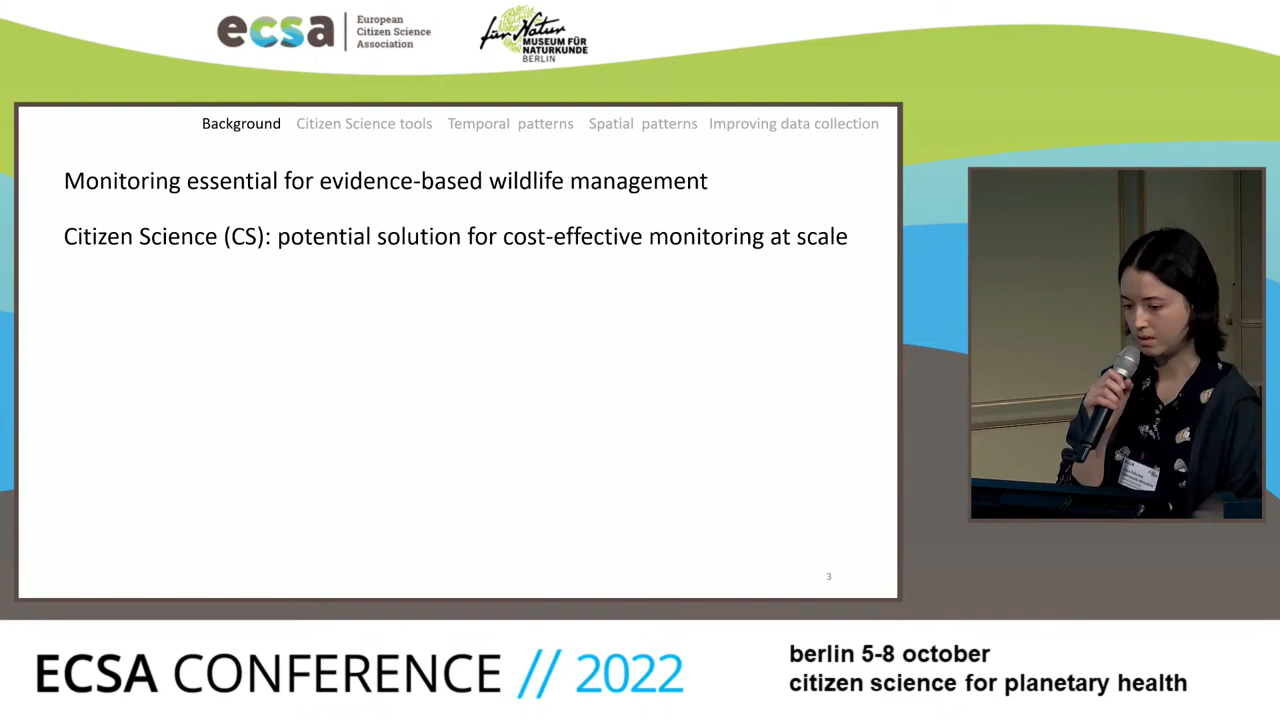 ecsa
European
Citizen Science
Association
für Natur
MUSEUM FÜR
NATURKUNDE
BERLIN
Background Citizen Science tools Temporal patterns Spatial patterns Improving data collection
Monitoring essential for evidence-based wildlife management
Citizen Science (CS): potential solution for cost-effective monitoring at scale
3
ECSA CONFERENCE // 2022
berlin 5-8 october
citizen science for planetary health